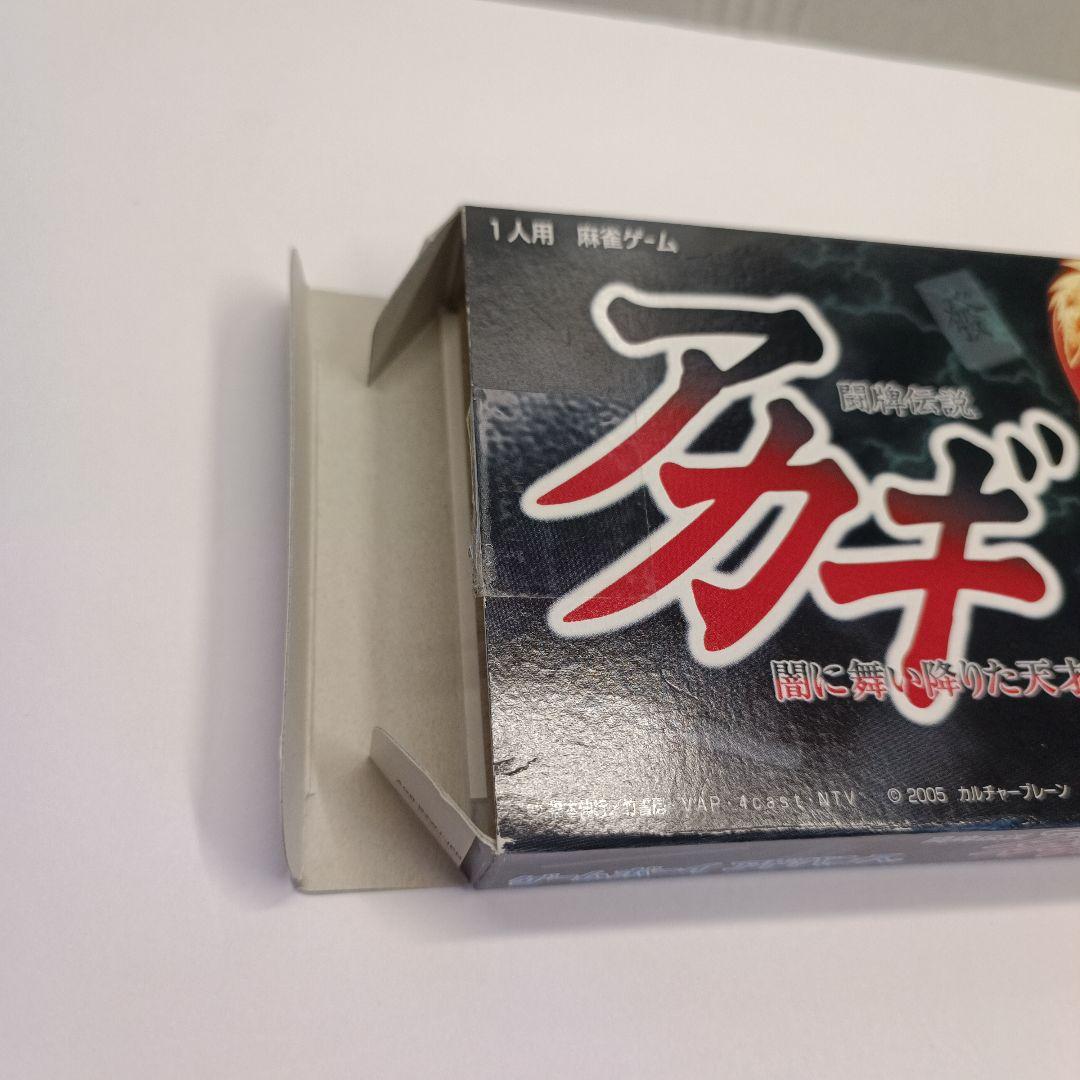 1人用 麻雀ゲーム
闘牌伝説
アカギ
闇に舞い降りた天才
VAP・4cast・NTV © 2005 カルチャーブレーン